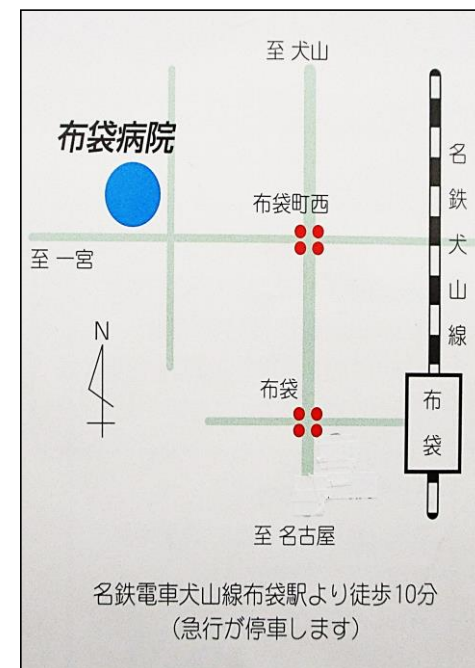 至 犬山
布袋病院
布袋町西
至 一宮
名鉄犬山線
N
布袋
布袋
至 名古屋
名鉄電車犬山線布袋駅より徒歩10分
（急行が停車します）